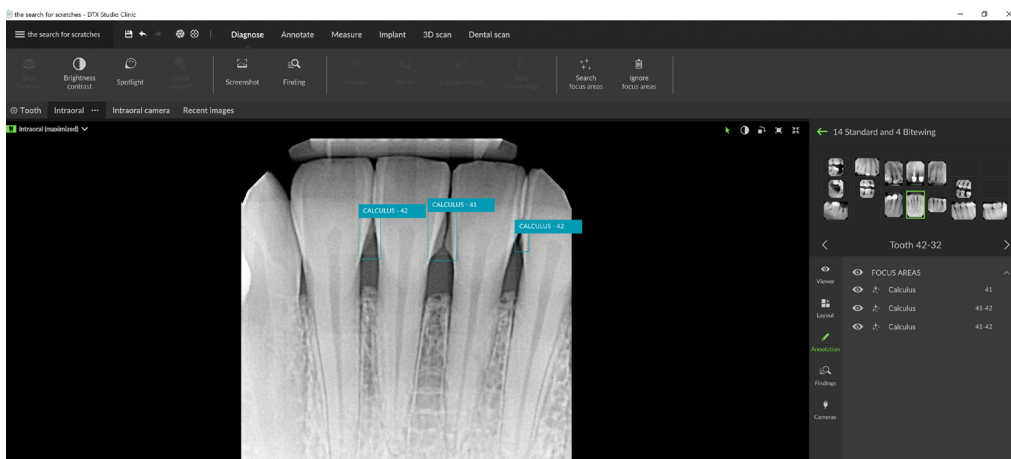 the search for scratches - DTX Studio Clinic
the search for scratches
Diagnose
Annotate
Measure
Implant
3D scan
Dental scan
Brightness
contrast
Spotlight
Screenshot
Finding
Search
focus areas
Ignore
focus areas
Tooth
Intraoral ...
Intraoral camera
Recent images
Intraoral (maximized)
CALCULUS - 42
CALCULUS - 41
CALCULUS - 42
14 Standard and 4 Bitewing
Tooth 42-32
Viewer
Layout
Annotation
Findings
Cameras
FOCUS AREAS
Calculus 41
Calculus 41-42
Calculus 41-42